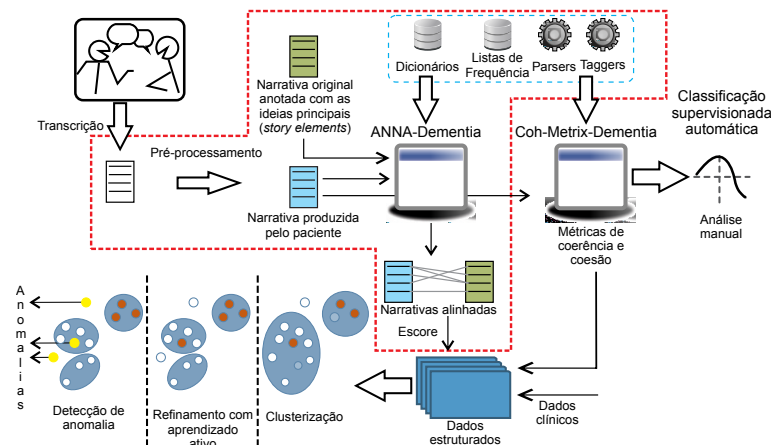 Transcrição
Pré-processamento
Narrativa original
anotada com as
ideias principais
(story elements)
Narrativa produzida
pelo paciente
Dicionários
Listas de
Frequência
Parsers
Taggers
ANNA-Dementia
Coh-Metrix-Dementia
Classificação
supervisionada
automática
Análise
manual
Métricas de
coerência e
coesão
Narrativas alinhadas
Escore
Dados
clínicos
Dados
estruturados
Clusterização
Refinamento com
aprendizado
ativo
Detecção de
anomalia
Anomalias